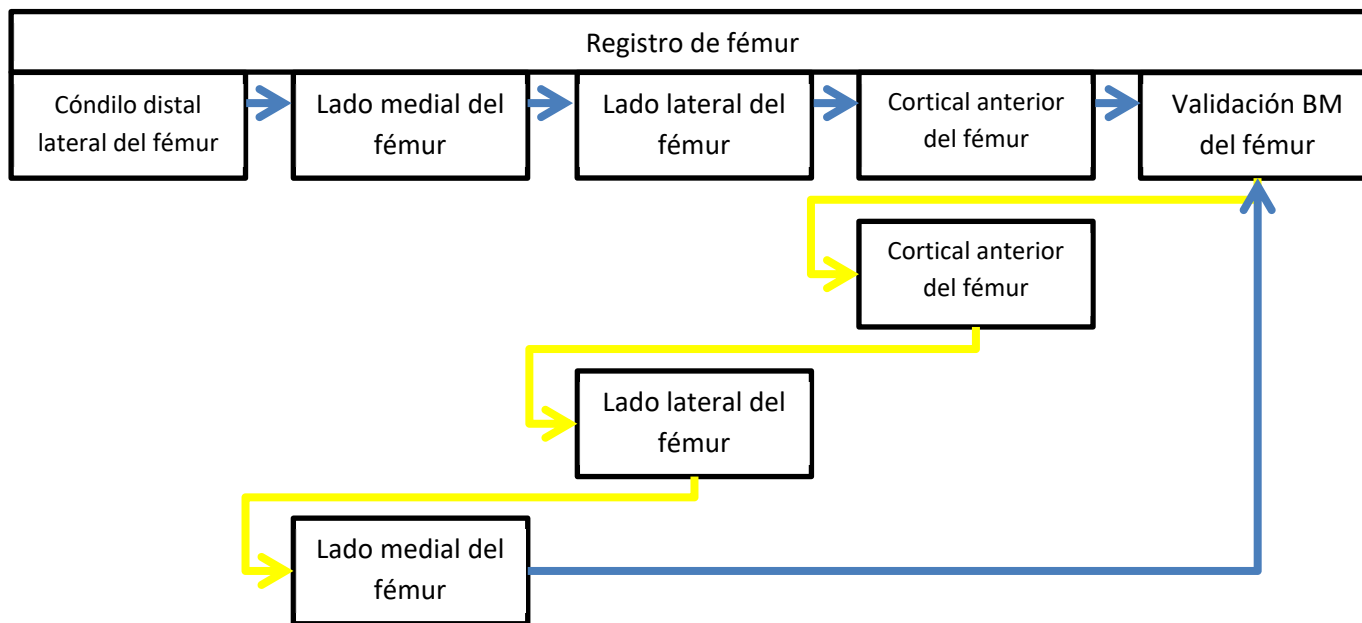 Registro de fémur
Cóndilo distal
lateral del fémur
Lado medial del
fémur
Lado lateral del
fémur
Cortical anterior
del fémur
Validación BM
del fémur
Cortical anterior
del fémur
Lado lateral del
fémur
Lado medial del
fémur